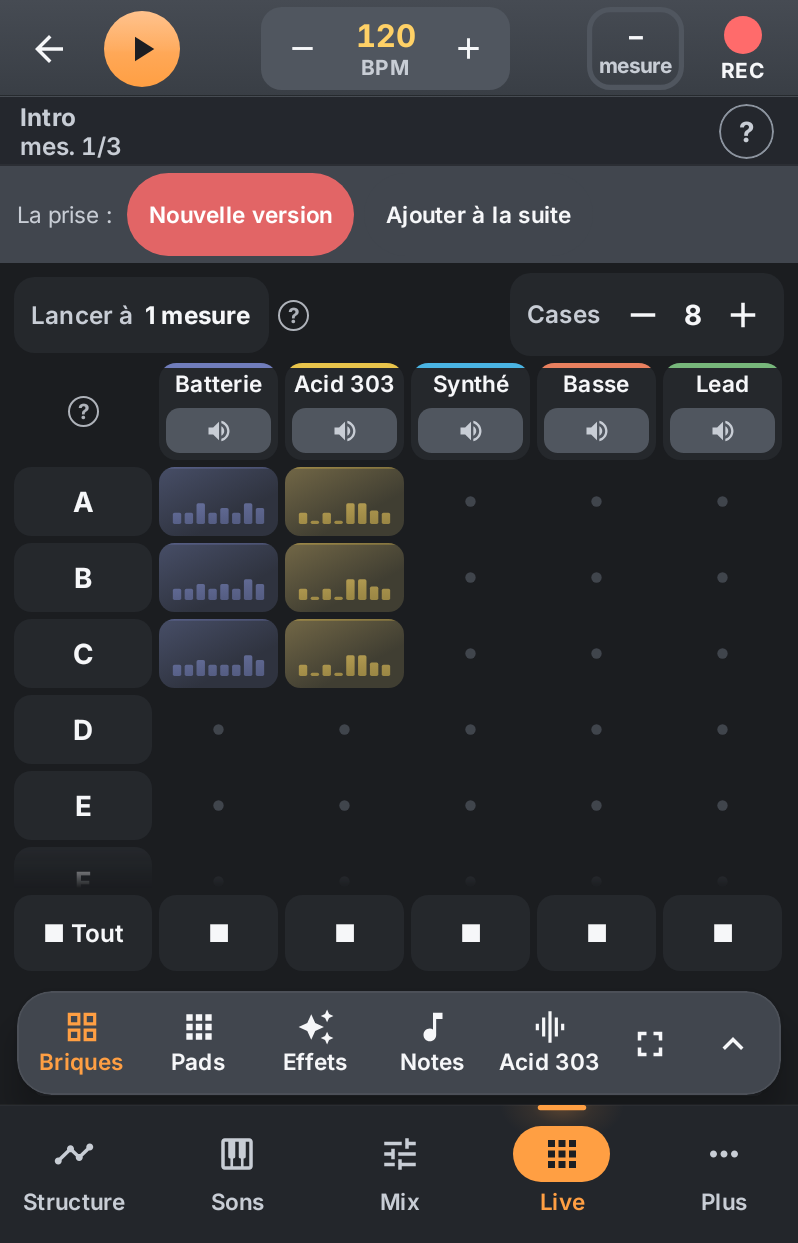 120
BPM
-
mesure
REC
Intro
mes. 1/3
?
La prise : Nouvelle version Ajouter à la suite
Lancer à 1 mesure ? Cases — 8 +
? Batterie Acid 303 Synthé Basse Lead
A
B
C
D
E
F
Tout
Briques Pads Effets Notes Acid 303
Structure Sons Mix Live Plus